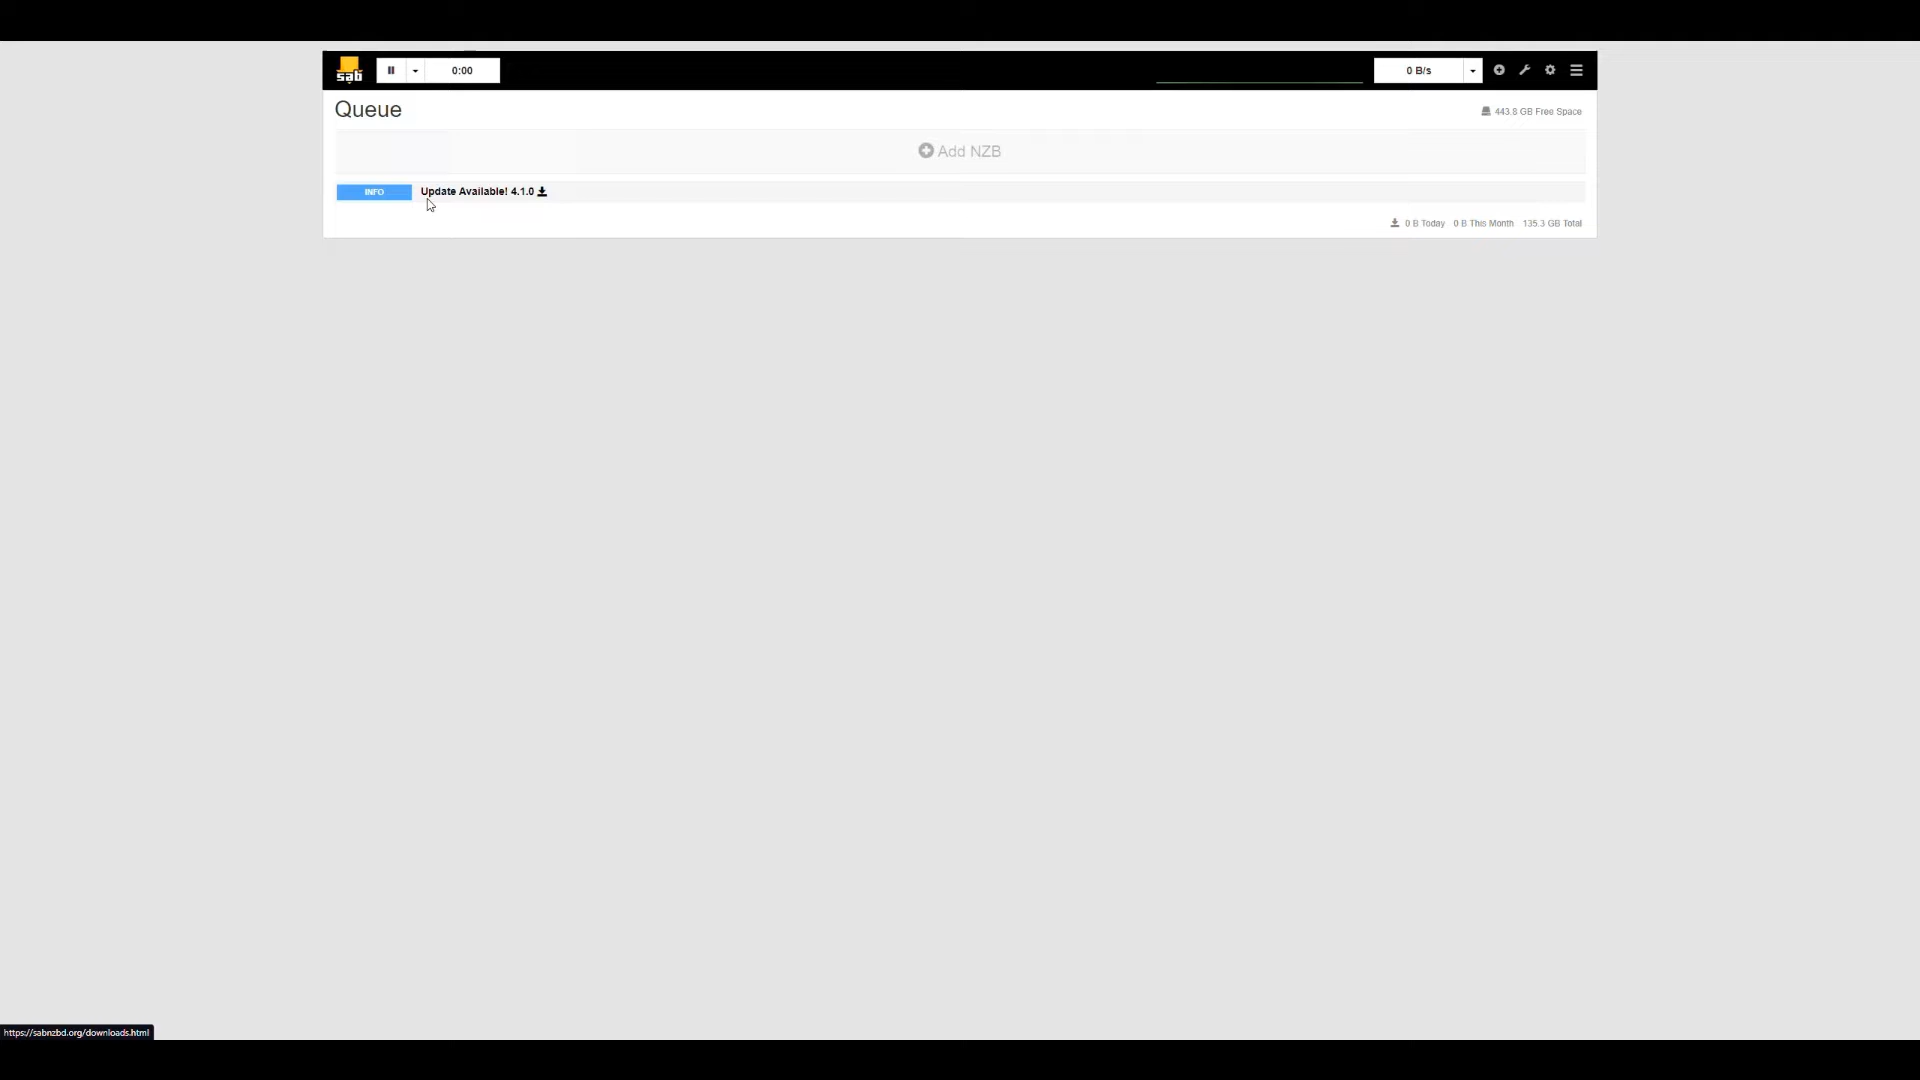 sab
0:00
0 B/s
Queue
443.8 GB Free Space
Add NZB
INFO
Update Available! 4.1.0
0 B Today 0 B This Month 135.3 GB Total
https://sabnzbd.org/downloads.html